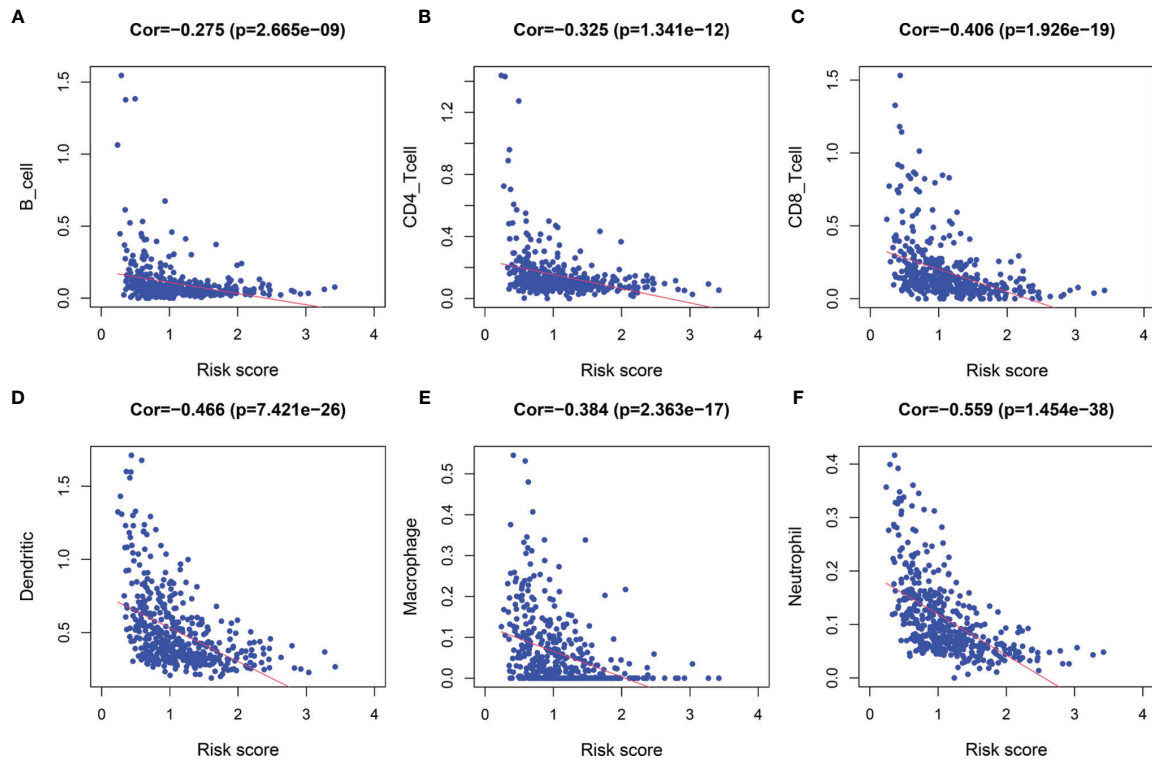 A
Cor=−0.275 (p=2.665e−09)
B_cell
0.0 0.5 1.0 1.5
0 1 2 3 4
Risk score
B
Cor=−0.325 (p=1.341e−12)
CD4_Tcell
0.0 0.4 0.8 1.2
0 1 2 3 4
Risk score
C
Cor=−0.406 (p=1.926e−19)
CD8_Tcell
0.0 0.5 1.0 1.5
0 1 2 3 4
Risk score
D
Cor=−0.466 (p=7.421e−26)
Dendritic
0.5 1.0 1.5
0 1 2 3 4
Risk score
E
Cor=−0.384 (p=2.363e−17)
Macrophage
0.0 0.1 0.2 0.3 0.4 0.5
0 1 2 3 4
Risk score
F
Cor=−0.559 (p=1.454e−38)
Neutrophil
0.0 0.1 0.2 0.3 0.4
0 1 2 3 4
Risk score